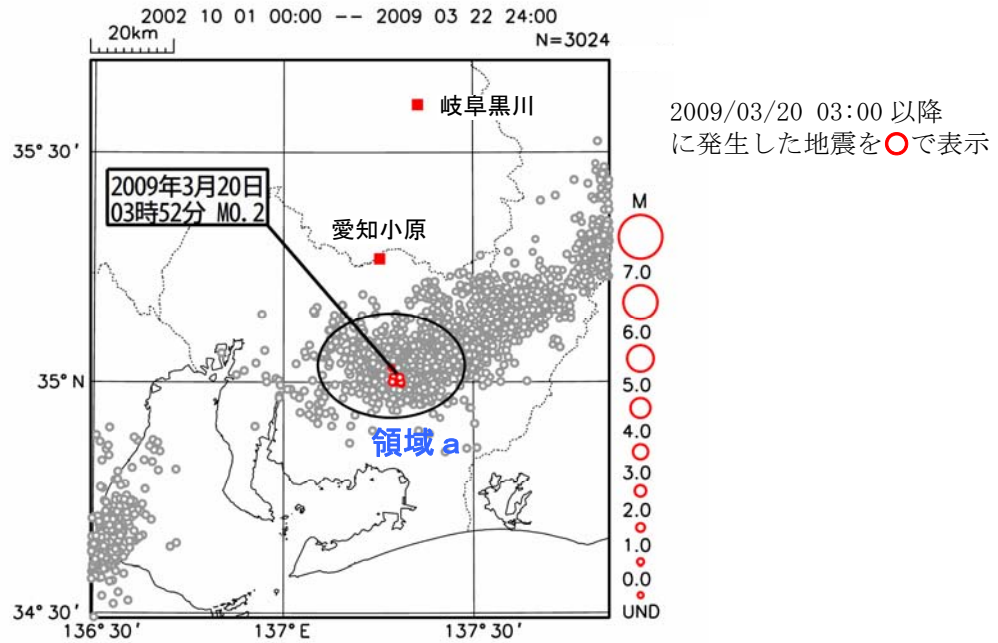 2002 10 01 00:00 -- 2009 03 22 24:00
20km
N=3024
岐阜黒川
2009/03/20 03:00 以降
に発生した地震を○で表示
35°30'
2009年3月20日
03時52分 M0.2
愛知小原
M
7.0
6.0
35°N
5.0
4.0
領域a
3.0
2.0
1.0
0.0
34°30'
UND
136°30'
137°E
137°30'